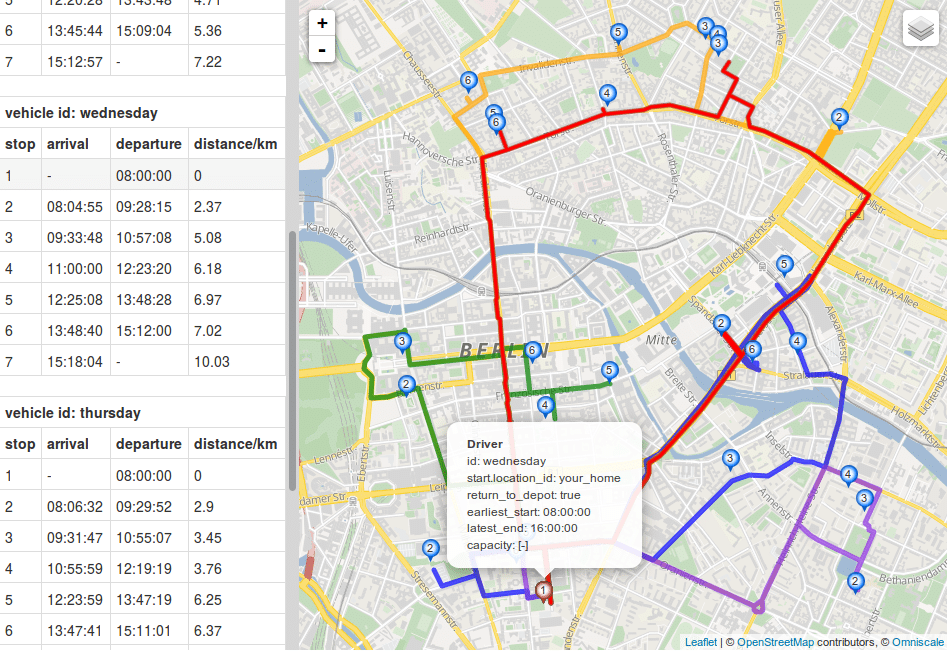 5 12:20:28 13:43:48 4.71
6 13:45:44 15:09:04 5.36
7 15:12:57 - 7.22
vehicle id: wednesday
stop arrival departure distance/km
1 - 08:00:00 0
2 08:04:55 09:28:15 2.37
3 09:33:48 10:57:08 5.08
4 11:00:00 12:23:20 6.18
5 12:25:08 13:48:28 6.97
6 13:48:40 15:12:00 7.02
7 15:18:04 - 10.03
vehicle id: thursday
stop arrival departure distance/km
1 - 08:00:00 0
2 08:06:32 09:29:52 2.9
3 09:31:47 10:55:07 3.45
4 10:55:59 12:19:19 3.76
5 12:23:59 13:47:19 6.25
6 13:47:41 15:11:01 6.37
+
-
3
4
3
5
Invalidenstr.
Chausseestr.
6
5
6
4
2
Hannoversche Str.
Luisenstr.
Rosenthaler Str.
Oranienburger Str.
Reinhardtstr.
Kapelle-Ufer
Mollstr.
Karl-Liebknecht-Str.
Karl-Marx-Allee
Alexanderstr.
5
2
6
4
Mitte
BERLIN
3
2
6
5
4
Französische Str.
Breite Str.
Holzmarktstr.
Lichtenberg
Lennéstr.
Ebertstr.
Inselstr.
Annenstr.
3
4
3
2
2
Stresemannstr.
Bethaniendamm
Driver
id: wednesday
start.location_id: your_home
return_to_depot: true
earliest_start: 08:00:00
latest_end: 16:00:00
capacity: [-]
1
Leaflet | © OpenStreetMap contributors, © Omniscale